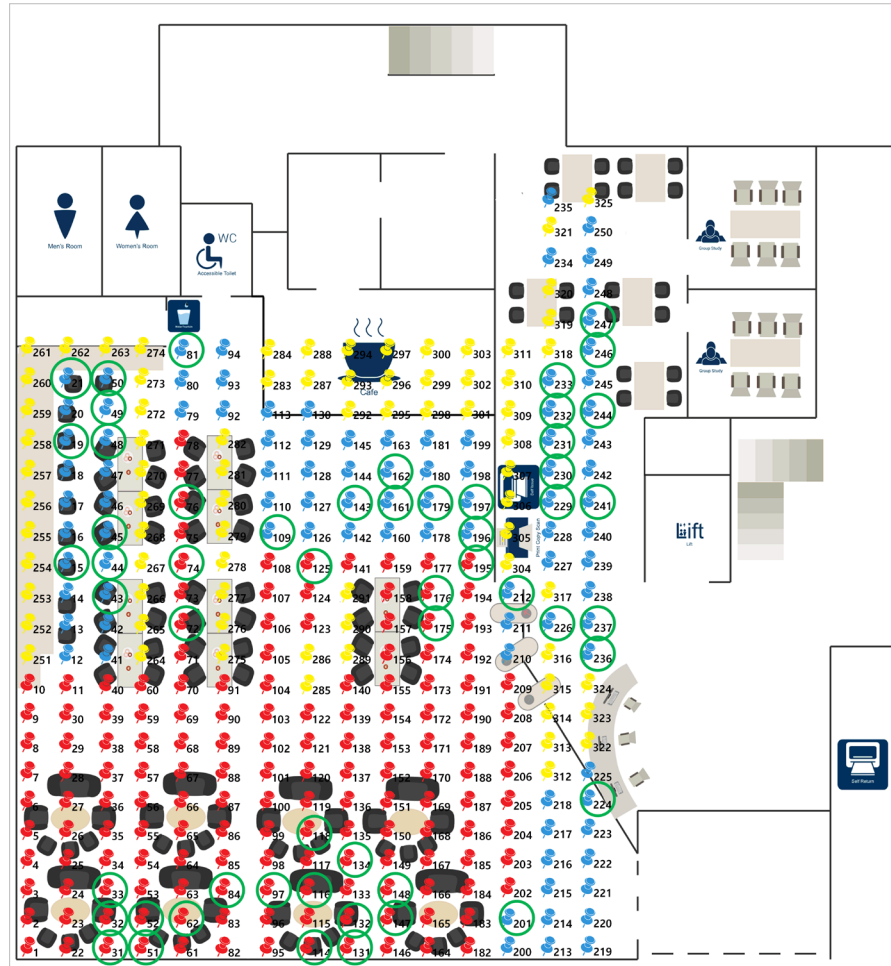 235 325
321 250
WC
Men's Room
Women's Room
Accessible Toilet
Group Study
234 249
320 248
319 247
261 262 263 274 81 94 284 288 294 297 300 303 311 318 246
Group Study
260 21 50 273 80 93 283 287 293 296 299 302 310 233 245
Cafe
259 20 49 272 79 92 113 130 292 295 298 301 309 232 244
258 19 48 271 78 282 112 129 145 163 181 199 308 231 243
257 18 47 270 77 281 111 128 144 162 180 198 307 230 242
256 17 46 269 76 280 110 127 143 161 179 197 306 229 241
Print Copy Scan
Lift
Lift
255 16 45 268 75 279 109 126 142 160 178 196 305 228 240
254 15 44 267 74 278 108 125 141 159 177 195 304 227 239
253 14 43 266 73 277 107 124 291 158 176 194 212 317 238
252 13 42 265 72 276 106 123 290 157 175 193 211 226 237
251 12 41 264 71 275 105 286 289 156 174 192 210 316 236
10 11 40 60 70 91 104 285 140 155 173 191 209 315 324
9 30 39 59 69 90 103 122 139 154 172 190 208 314 323
8 29 38 58 68 89 102 121 138 153 171 189 207 313 322
7 28 37 57 67 88 101 120 137 152 170 188 206 312 225
Self Return
6 27 36 56 66 87 100 119 136 151 169 187 205 218 224
5 26 35 55 65 86 99 118 135 150 168 186 204 217 223
4 25 34 54 64 85 98 117 134 149 167 185 203 216 222
3 24 33 53 63 84 97 116 133 148 166 184 202 215 221
2 23 32 52 62 83 96 115 132 147 165 183 201 214 220
1 22 31 51 61 82 95 114 131 146 164 182 200 213 219